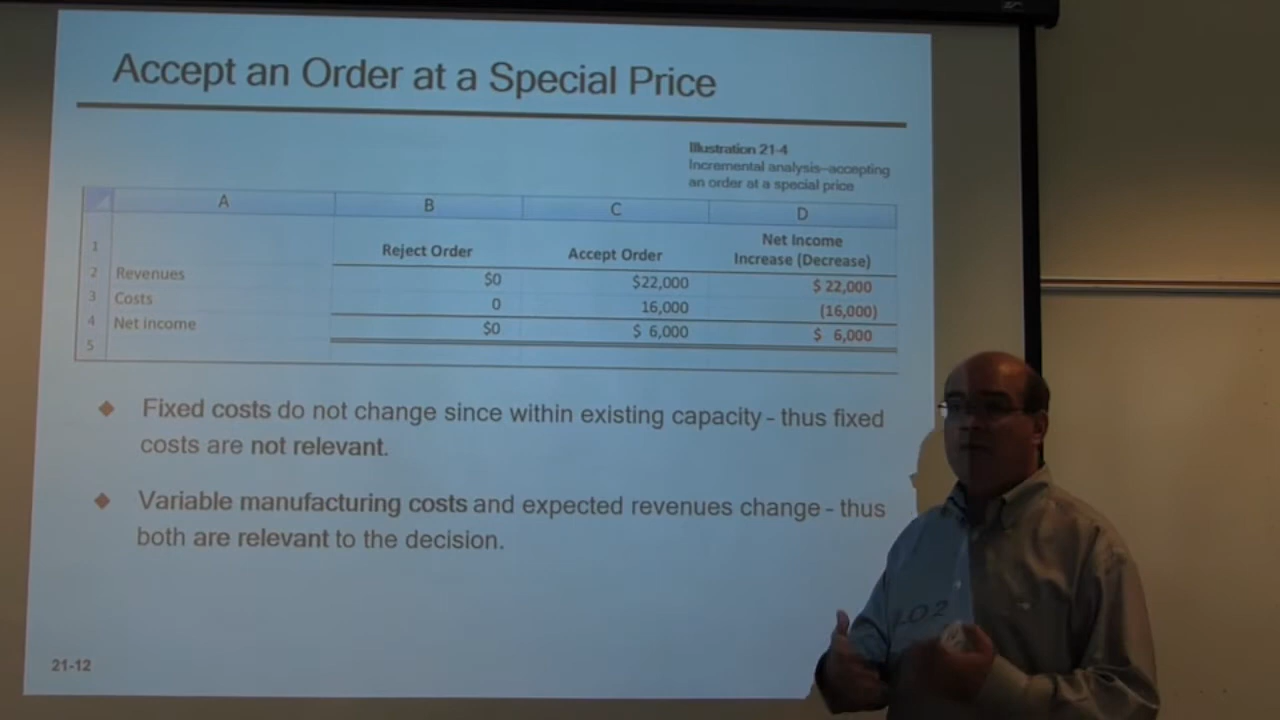 Accept an Order at a Special Price
Illustration 21-4
Incremental analysis—accepting
an order at a special price
A B C D
1 Reject Order Accept Order Net Income
Increase (Decrease)
2 Revenues $0 $22,000 $ 22,000
3 Costs 0 16,000 (16,000)
4 Net income $0 $ 6,000 $ 6,000
5
Fixed costs do not change since within existing capacity – thus fixed
costs are not relevant.
Variable manufacturing costs and expected revenues change – thus
both are relevant to the decision.
LO 2
21-12